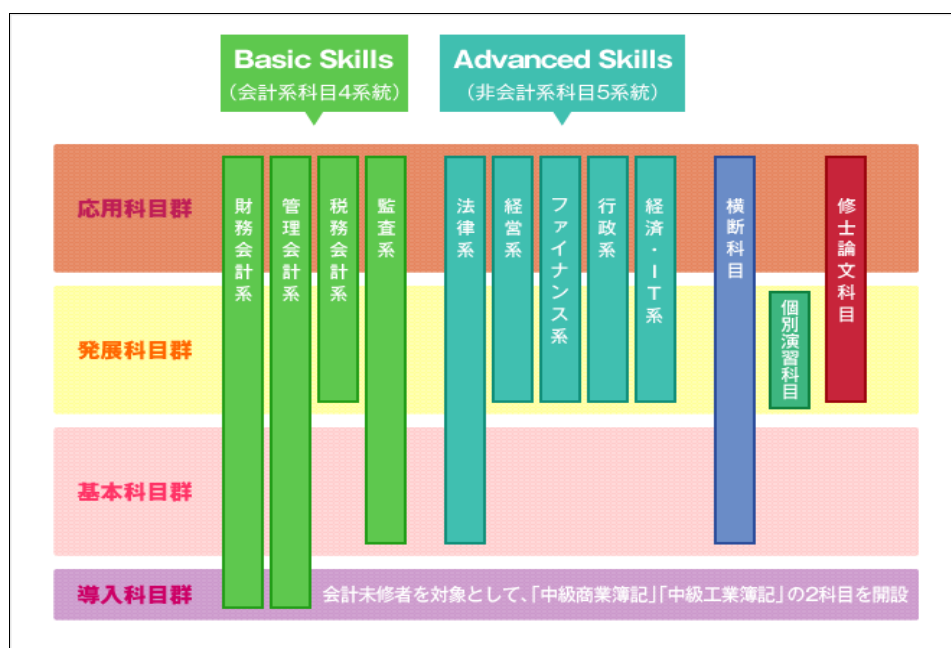 Basic Skills
(会計系科目4系統)
Advanced Skills
(非会計系科目5系統)
応用科目群
発展科目群
基本科目群
導入科目群
財務会計系
管理会計系
税務会計系
監査系
法律系
経営系
ファイナンス系
行政系
経済・IT系
横断科目
個別演習科目
修士論文科目
会計未修者を対象として、「中級商業簿記」「中級工業簿記」の2科目を開設